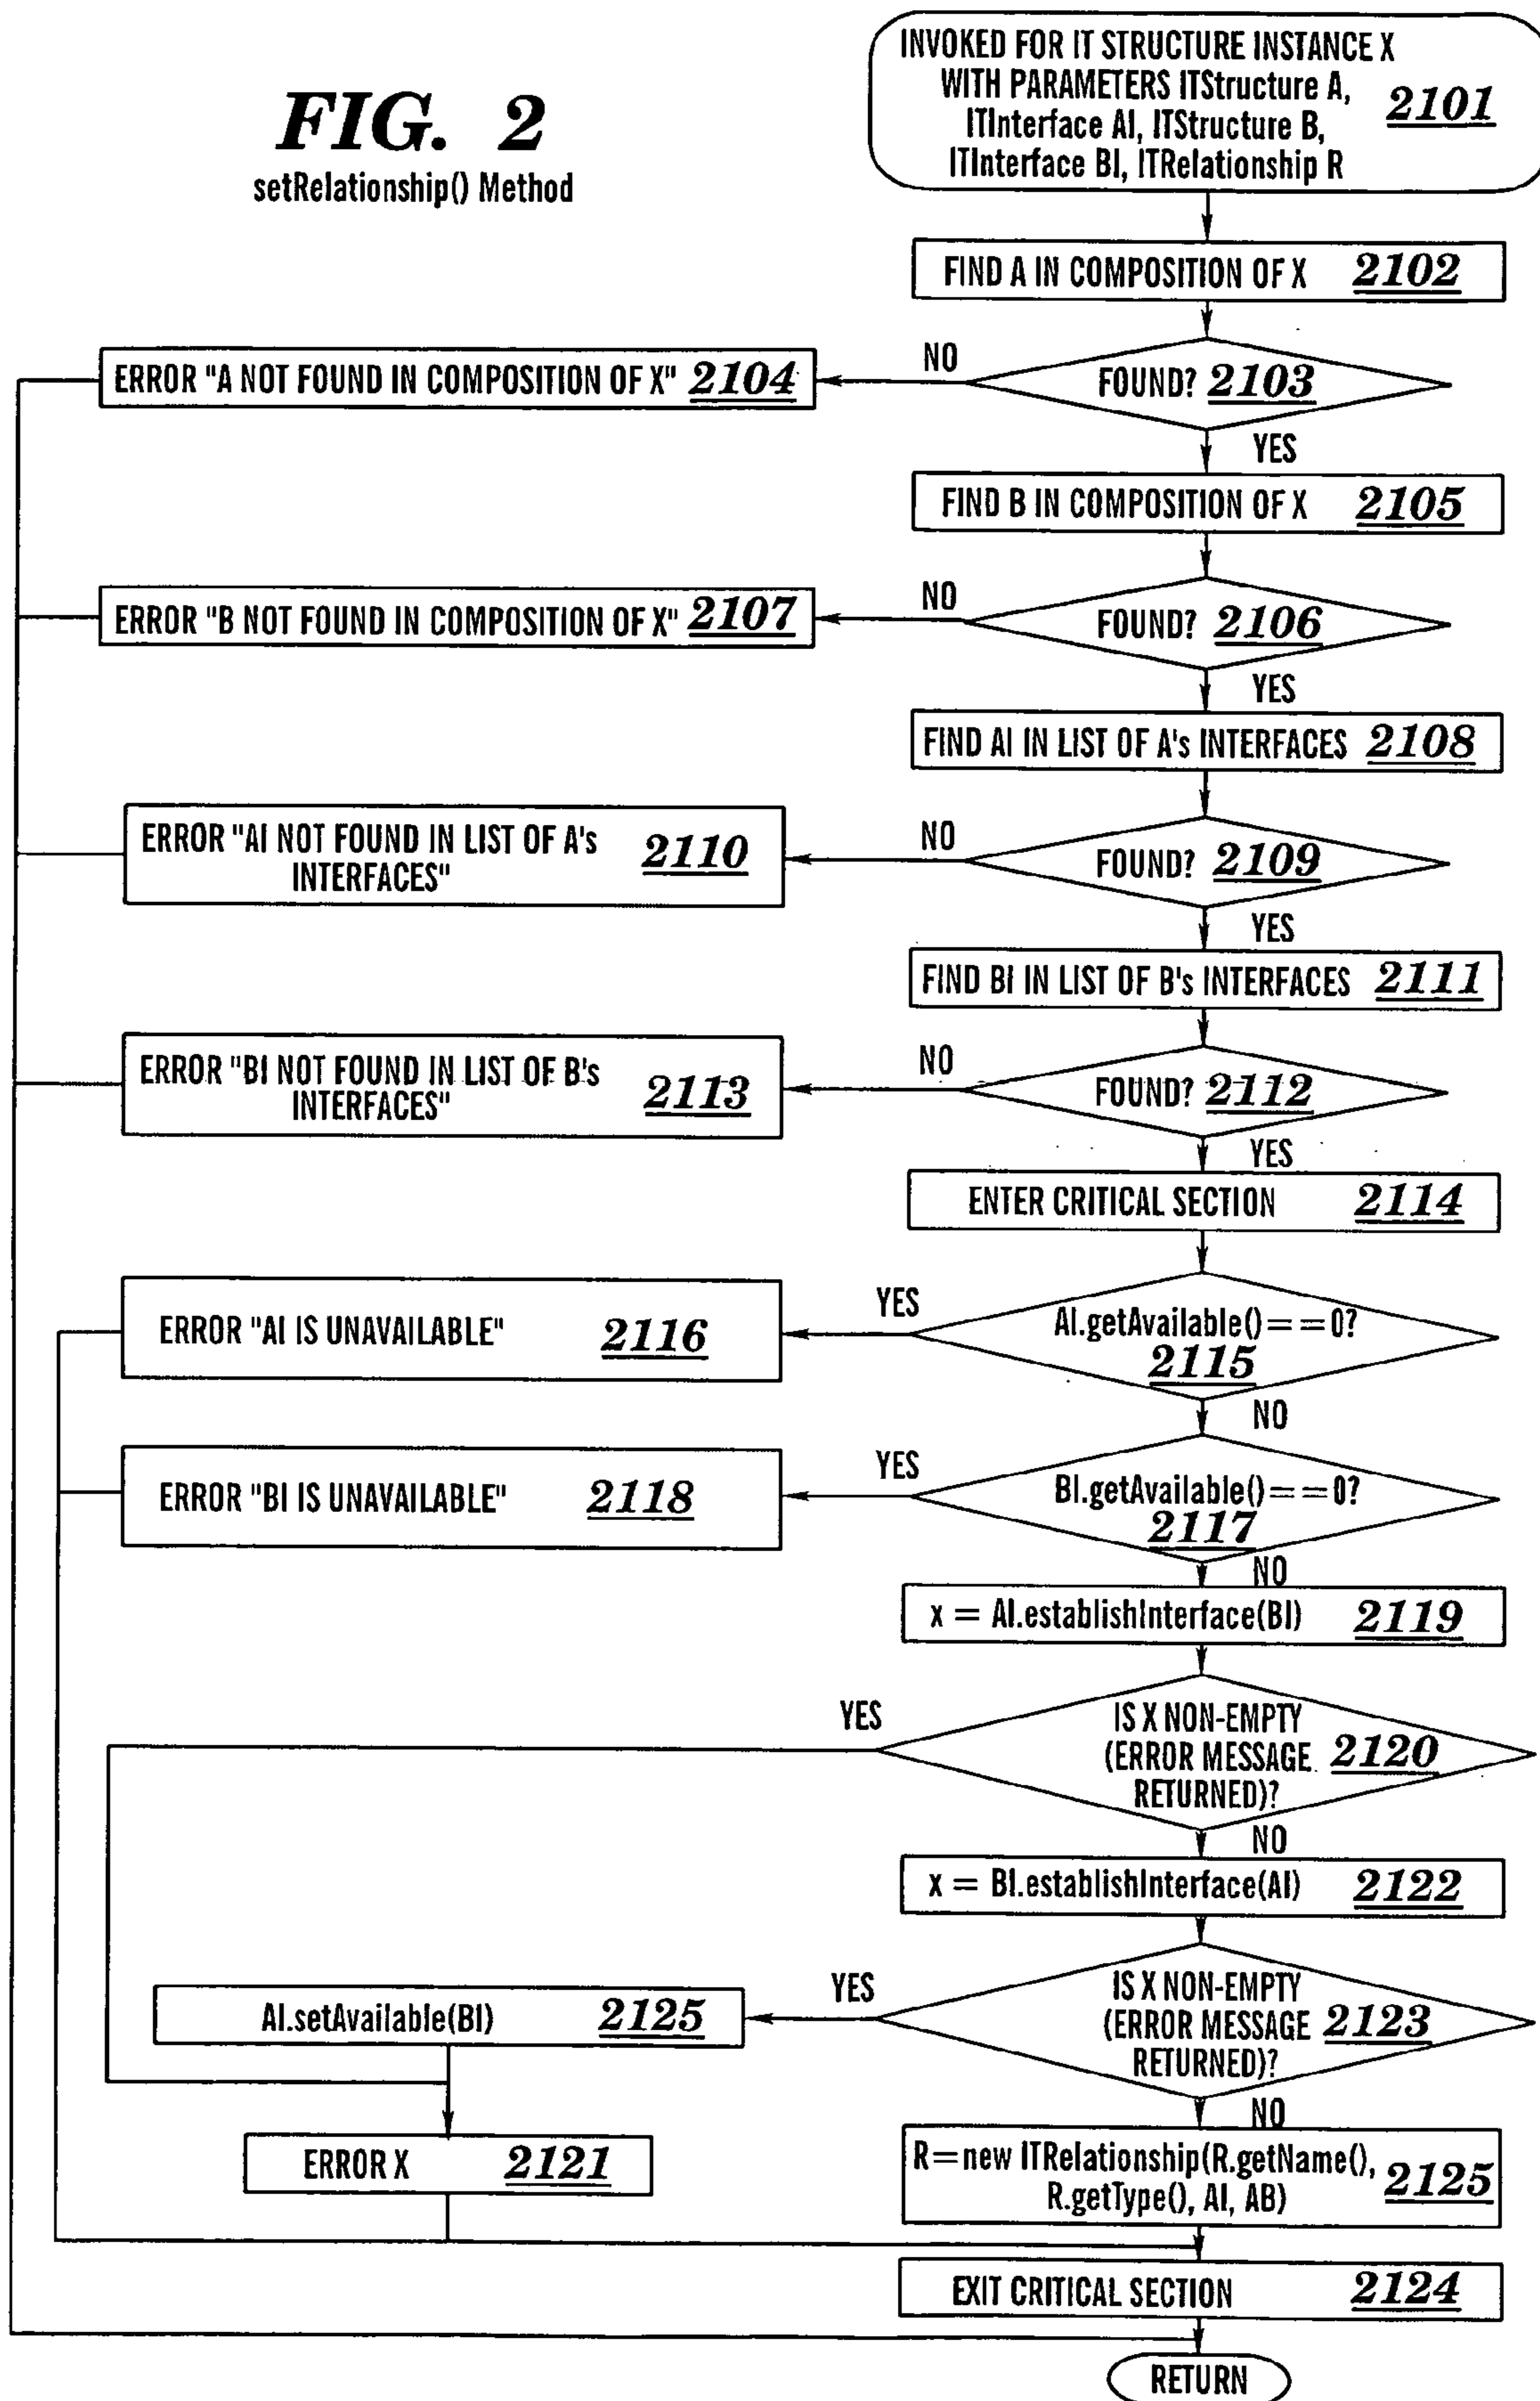 FIG. 2
setRelationship() Method
INVOKED FOR IT STRUCTURE INSTANCE X
WITH PARAMETERS ITStructure A,
ITInterface AI, ITStructure B,
ITInterface BI, ITRelationship R
2101
FIND A IN COMPOSITION OF X 2102
FOUND? 2103
NO
ERROR "A NOT FOUND IN COMPOSITION OF X" 2104
YES
FIND B IN COMPOSITION OF X 2105
FOUND? 2106
NO
ERROR "B NOT FOUND IN COMPOSITION OF X" 2107
YES
FIND AI IN LIST OF A's INTERFACES 2108
FOUND? 2109
NO
ERROR "AI NOT FOUND IN LIST OF A's
INTERFACES"
2110
YES
FIND BI IN LIST OF B's INTERFACES 2111
FOUND? 2112
NO
ERROR "BI NOT FOUND IN LIST OF B's
INTERFACES"
2113
YES
ENTER CRITICAL SECTION 2114
AI.getAvailable()==0?
2115
YES
ERROR "AI IS UNAVAILABLE" 2116
NO
BI.getAvailable()==0?
2117
YES
ERROR "BI IS UNAVAILABLE" 2118
NO
x = AI.establishInterface(BI) 2119
IS X NON-EMPTY
(ERROR MESSAGE 2120
RETURNED)?
YES
NO
x = BI.establishInterface(AI) 2122
IS X NON-EMPTY
(ERROR MESSAGE 2123
RETURNED)?
YES
AI.setAvailable(BI) 2125
NO
ERROR X 2121
R=new ITRelationship(R.getName(),
R.getType(), AI, AB)
2125
EXIT CRITICAL SECTION 2124
RETURN